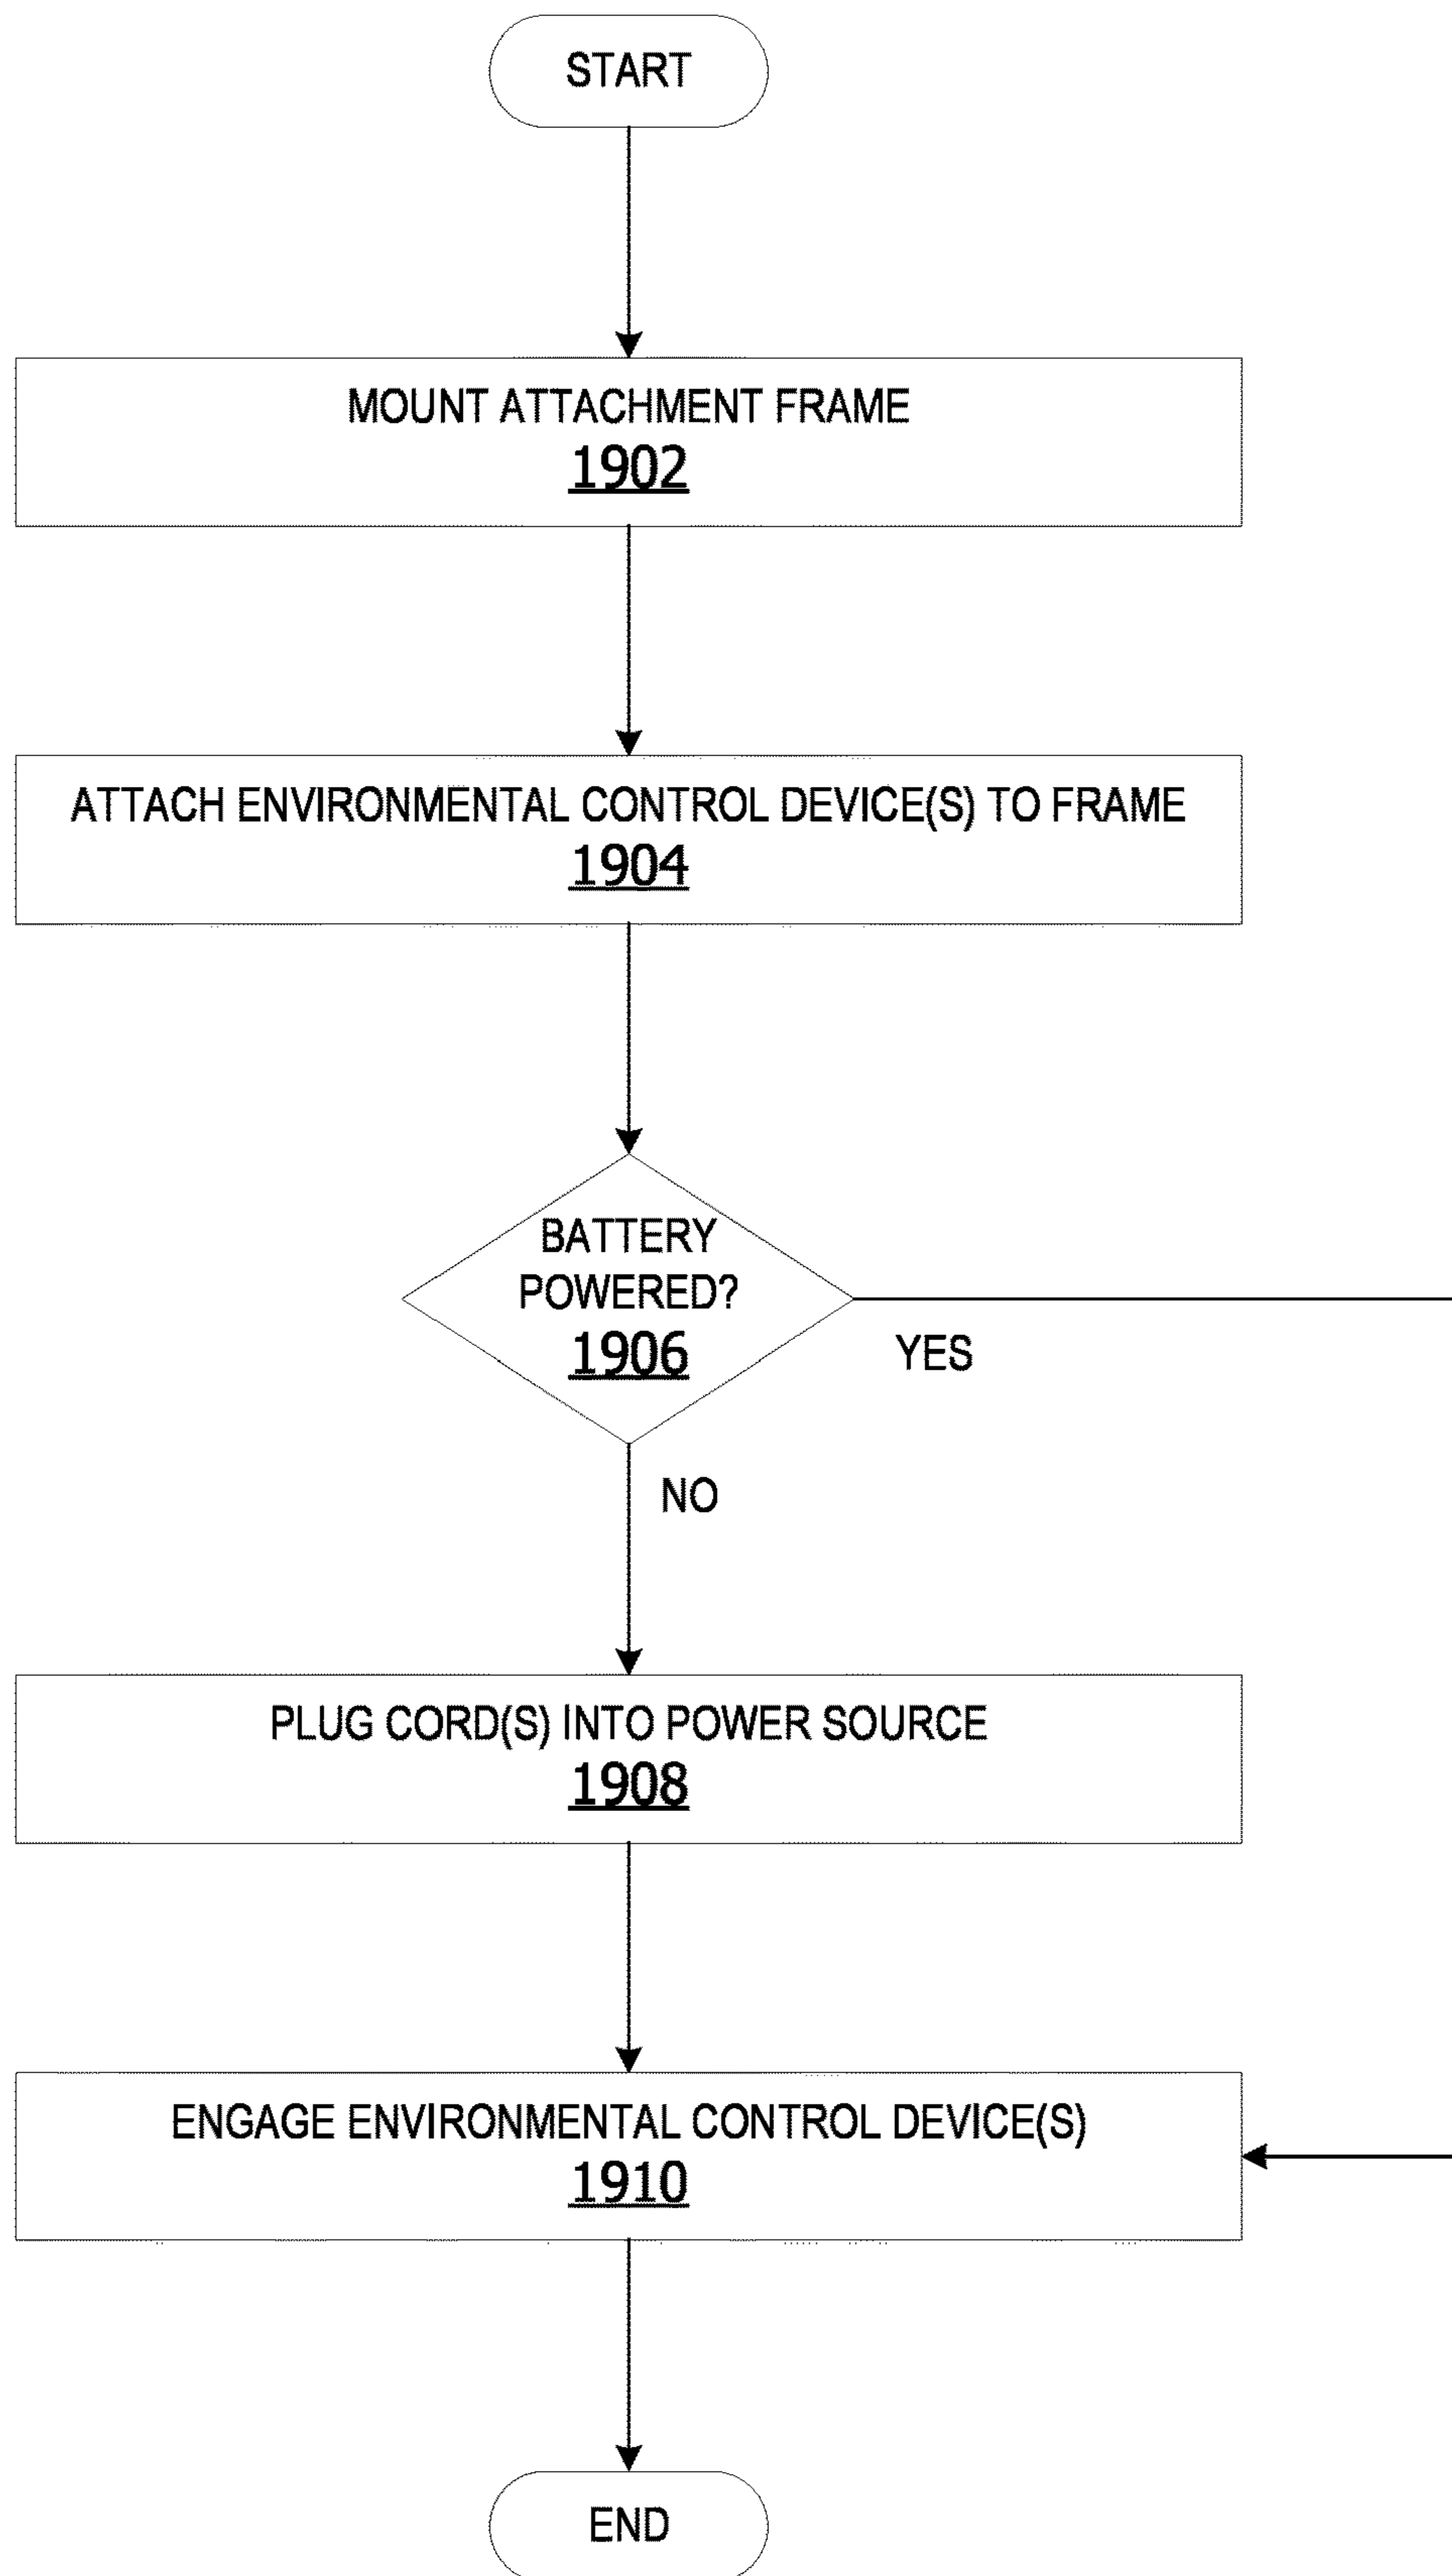 START
MOUNT ATTACHMENT FRAME
1902
ATTACH ENVIRONMENTAL CONTROL DEVICE(S) TO FRAME
1904
BATTERY
POWERED?
1906
YES
NO
PLUG CORD(S) INTO POWER SOURCE
1908
ENGAGE ENVIRONMENTAL CONTROL DEVICE(S)
1910
END